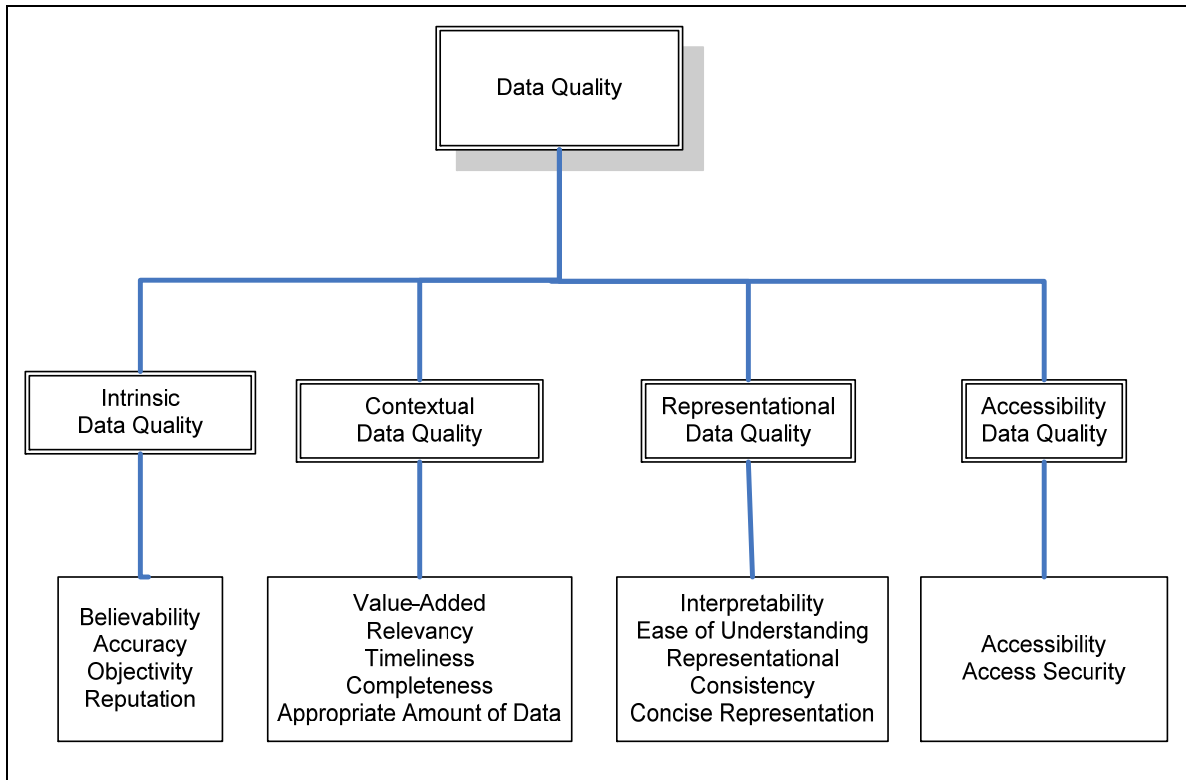 Data Quality
Intrinsic
Data Quality
Contextual
Data Quality
Representational
Data Quality
Accessibility
Data Quality
Believability
Accuracy
Objectivity
Reputation
Value-Added
Relevancy
Timeliness
Completeness
Appropriate Amount of Data
Interpretability
Ease of Understanding
Representational
Consistency
Concise Representation
Accessibility
Access Security